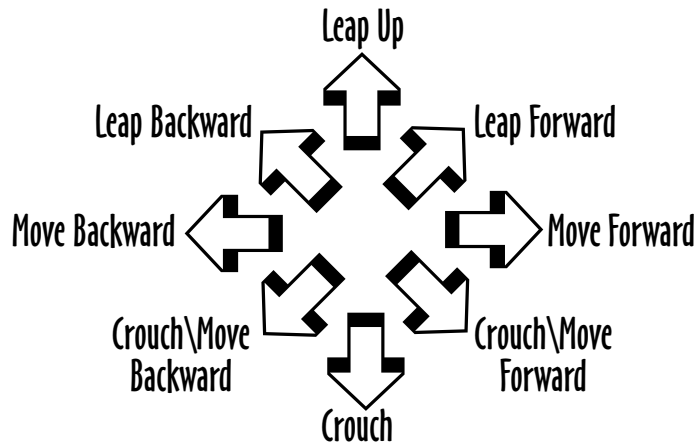 Leap Up
Leap Backward
Leap Forward
Move Backward
Move Forward
Crouch\Move
Backward
Crouch\Move
Forward
Crouch